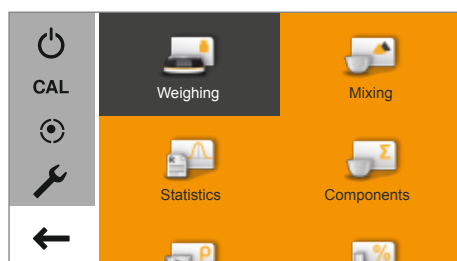 CAL
Weighing
Mixing
Σ
Statistics
Components
ρ
%